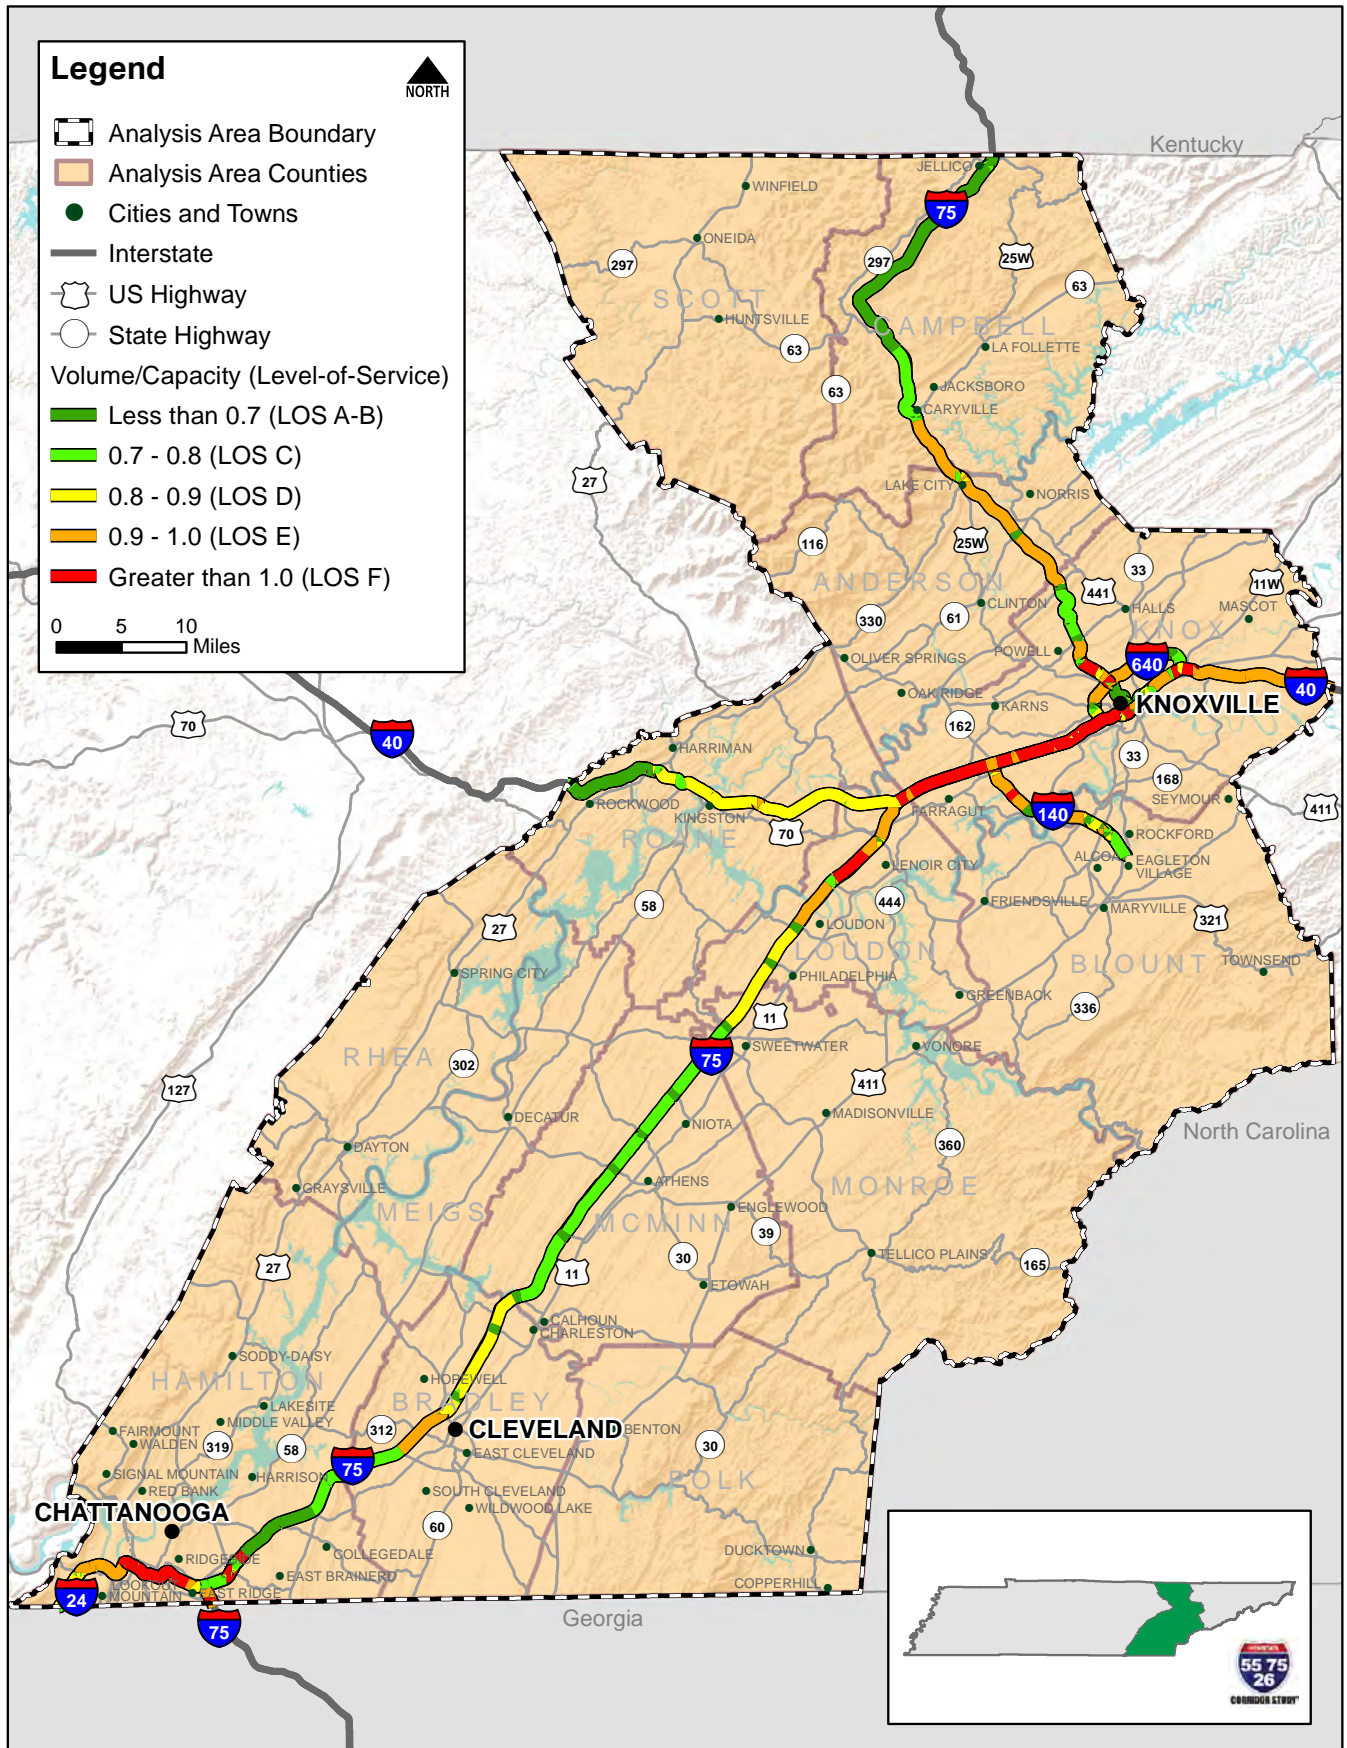 Legend
NORTH
Analysis Area Boundary
Analysis Area Counties
Cities and Towns
Interstate
US Highway
State Highway
Volume/Capacity (Level-of-Service)
Less than 0.7 (LOS A-B)
0.7 - 0.8 (LOS C)
0.8 - 0.9 (LOS D)
0.9 - 1.0 (LOS E)
Greater than 1.0 (LOS F)
0 5 10
Miles
Kentucky
JELLICO
WINFIELD
75
ONEIDA
297
297
25W
63
SCOTT
HUNTSVILLE
CAMPBELL
63
LA FOLLETTE
63
JACKSBORO
CARYVILLE
27
LAKE CITY
NORRIS
116
25W
33
ANDERSON
441
11W
CLINTON
HALLS
MASCOT
330
61
KNOX
OLIVER SPRINGS
POWELL
640
40
OAK RIDGE
KARNS
KNOXVILLE
70
40
162
HARRIMAN
33
168
ROCKWOOD
KINGSTON
FARRAGUT
SEYMOUR
411
140
70
ROANE
ROCKFORD
ALCOA
EAGLETON
VILLAGE
LENOIR CITY
58
444
FRIENDSVILLE
MARYVILLE
27
LOUDON
321
LOUDON
BLOUNT
TOWNSEND
SPRING CITY
PHILADELPHIA
GREENBACK
336
11
RHEA
302
75
SWEETWATER
VONORE
127
411
DECATUR
NIOTA
MADISONVILLE
North Carolina
DAYTON
360
GRAYSVILLE
ATHENS
MONROE
MEIGS
MCMINN
ENGLEWOOD
39
30
TELLICO PLAINS
165
27
11
ETOWAH
CALHOUN
CHARLESTON
SODDY-DAISY
HAMILTON
HOPEWELL
BRADLEY
LAKESITE
MIDDLE VALLEY
FAIRMOUNT
WALDEN
319
58
312
CLEVELAND
BENTON
30
EAST CLEVELAND
SIGNAL MOUNTAIN
HARRISON
75
POLK
RED BANK
SOUTH CLEVELAND
WILDWOOD LAKE
CHATTANOOGA
60
RIDGESIDE
COLLEGEDALE
DUCKTOWN
LOOKOUT
MOUNTAIN
EAST BRAINERD
EAST RIDGE
COPPERHILL
24
75
Georgia
INTERSTATE
55 75
26
CORRIDOR STUDY